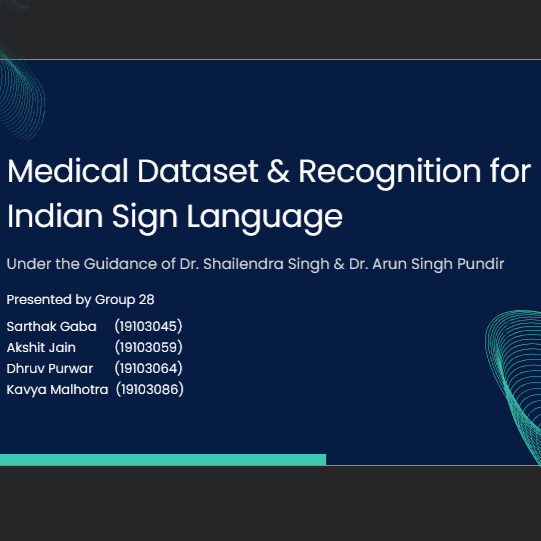 Medical Dataset & Recognition for
Indian Sign Language
Under the Guidance of Dr. Shailendra Singh & Dr. Arun Singh Pundir
Presented by Group 28
Sarthak Gaba (19103045)
Akshit Jain (19103059)
Dhruv Purwar (19103064)
Kavya Malhotra (19103086)